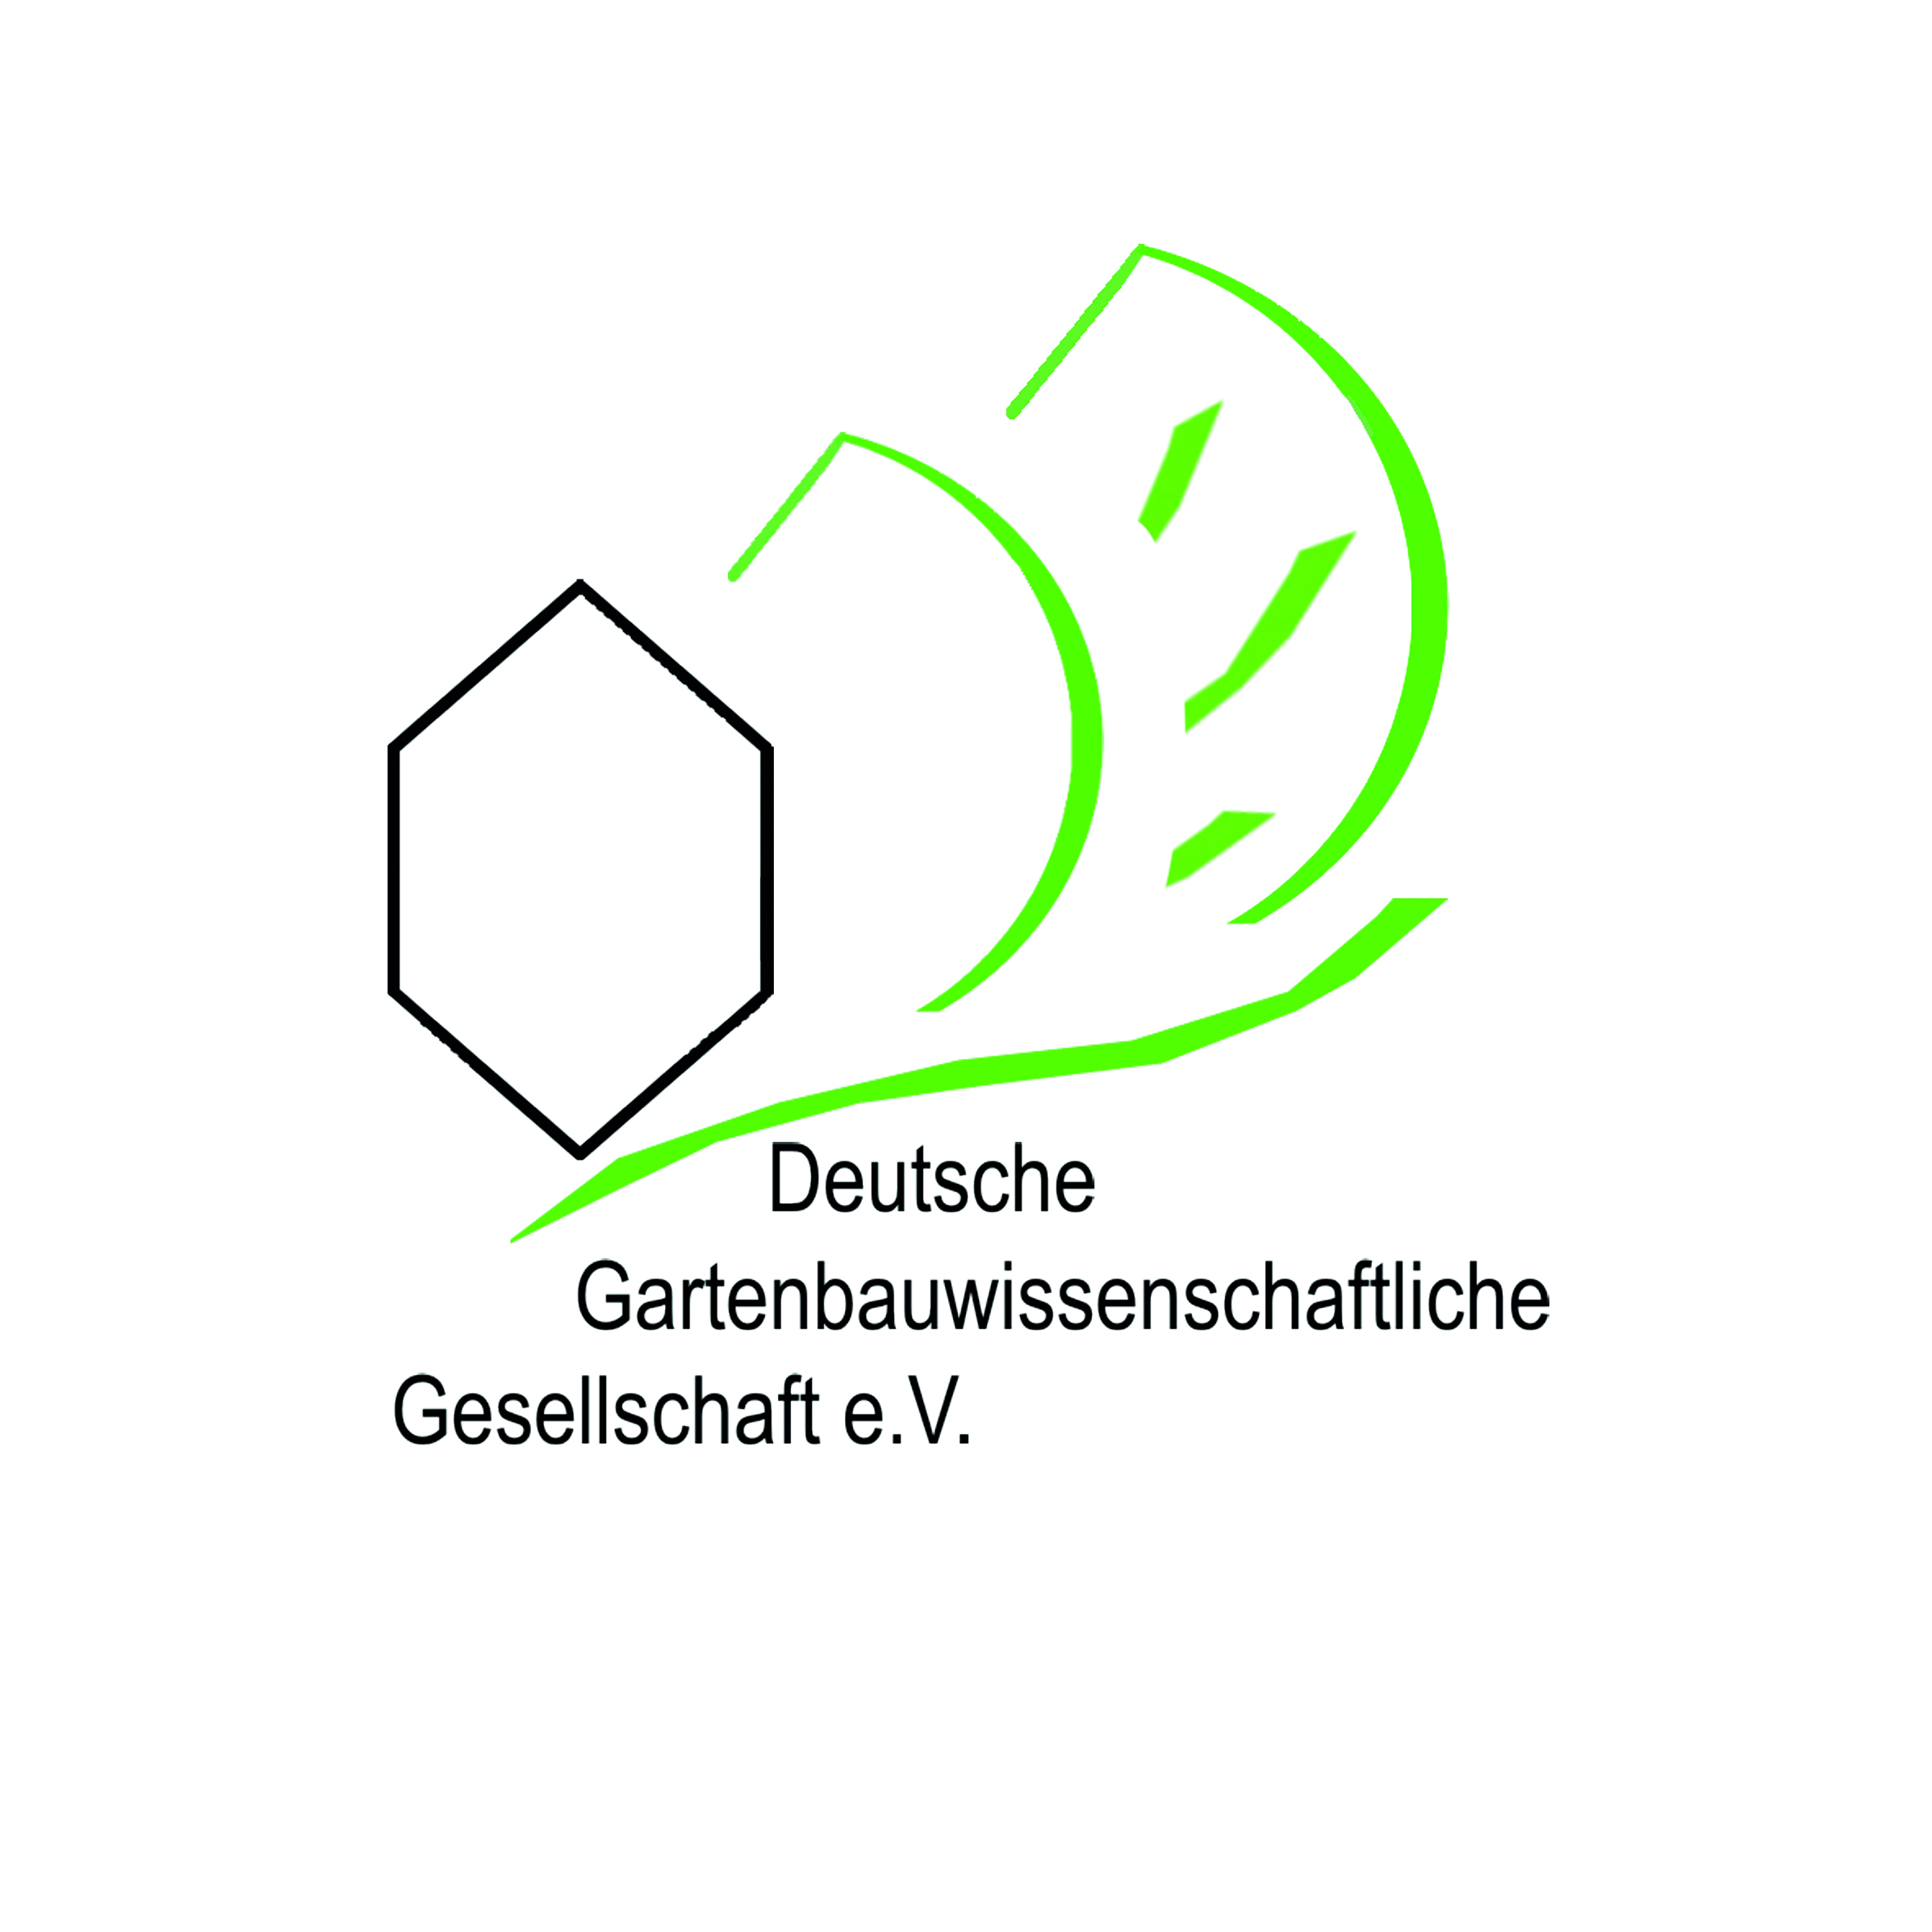 Deutsche
Gartenbauwissenschaftliche
Gesellschaft e.V.